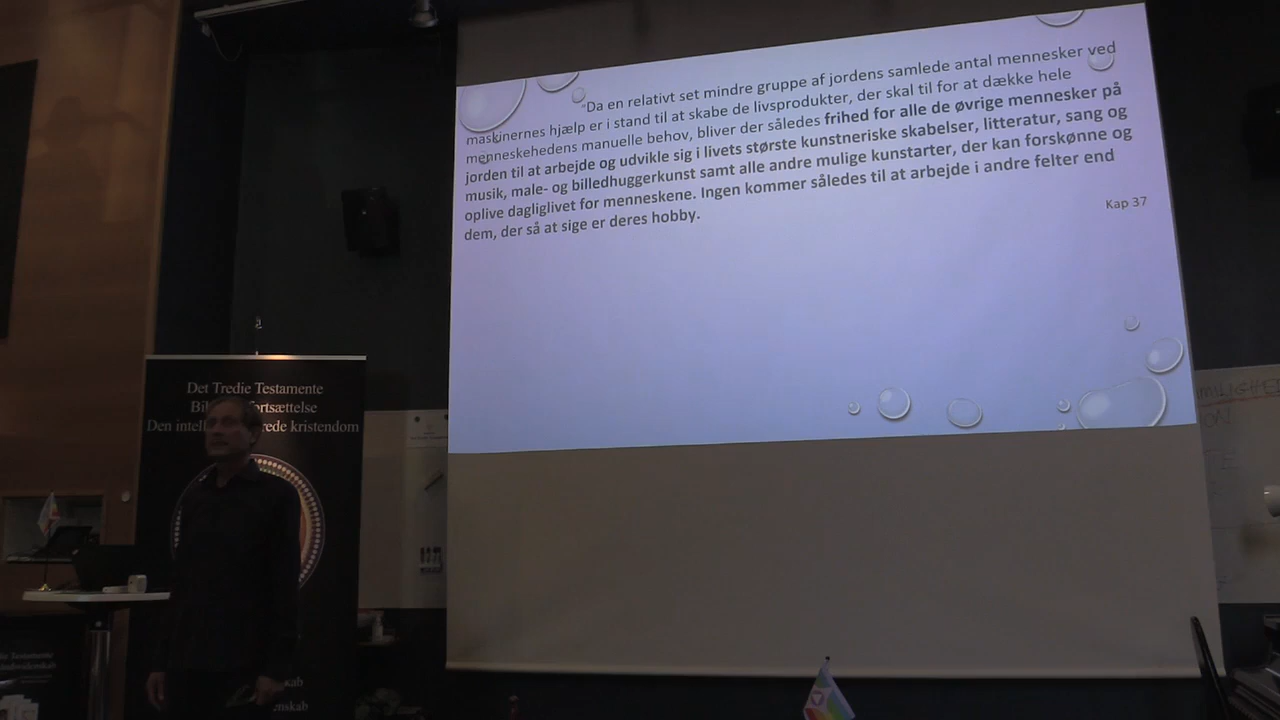 "Da en relativt set mindre gruppe af jordens samlede antal mennesker ved
maskinernes hjælp er i stand til at skabe de livsprodukter, der skal til for at dække hele
menneskehedens manuelle behov, bliver der således frihed for alle de øvrige mennesker på
jorden til at arbejde og udvikle sig i livets største kunstneriske skabelser, litteratur, sang og
musik, male- og billedhuggerkunst samt alle andre mulige kunstarter, der kan forskønne og
oplive dagliglivet for menneskene. Ingen kommer således til at arbejde i andre felter end
dem, der så at sige er deres hobby.
Kap 37
Det Tredie Testamente
fortsættelse
Den rede kristendom